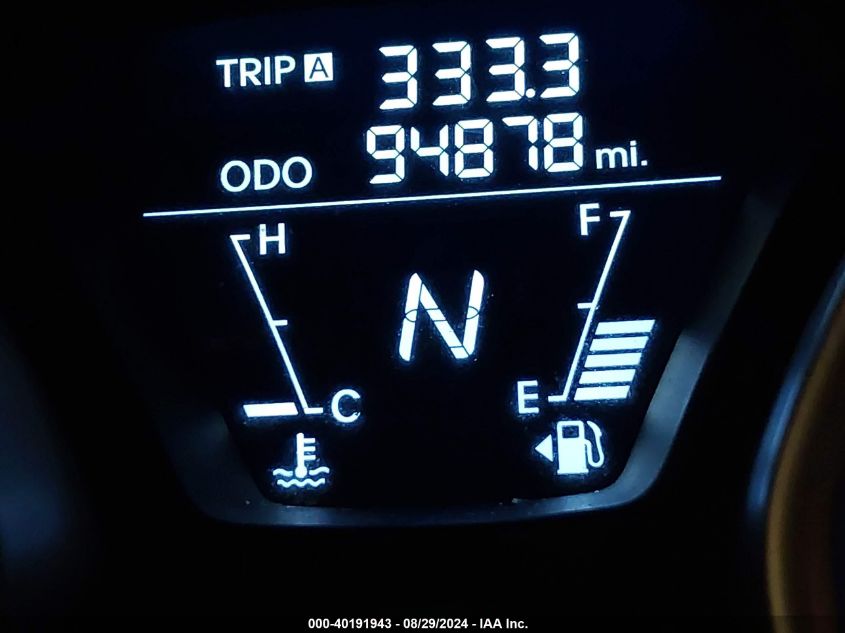 TRIP A 333.3
ODO 94878 mi.
H F
N
C E
000-40191943 - 08/29/2024 - IAA Inc.